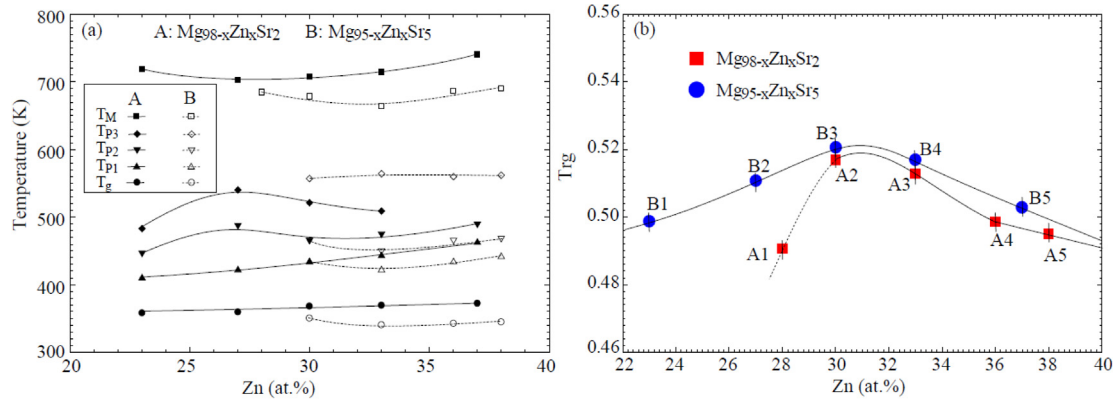 (a) A: Mg98-xZnxSr2 B: Mg95-xZnxSr5
A B
TM
TP3
TP2
TP1
Tg
Temperature (K)
800
700
600
500
400
300
20 25 30 35 40
Zn (at.%)
(b)
Mg98-xZnxSr2
Mg95-xZnxSr5
B1 B2 B3 B4 B5
A1 A2 A3 A4 A5
Trg
0.56
0.54
0.52
0.50
0.48
0.46
22 24 26 28 30 32 34 36 38 40
Zn (at.%)